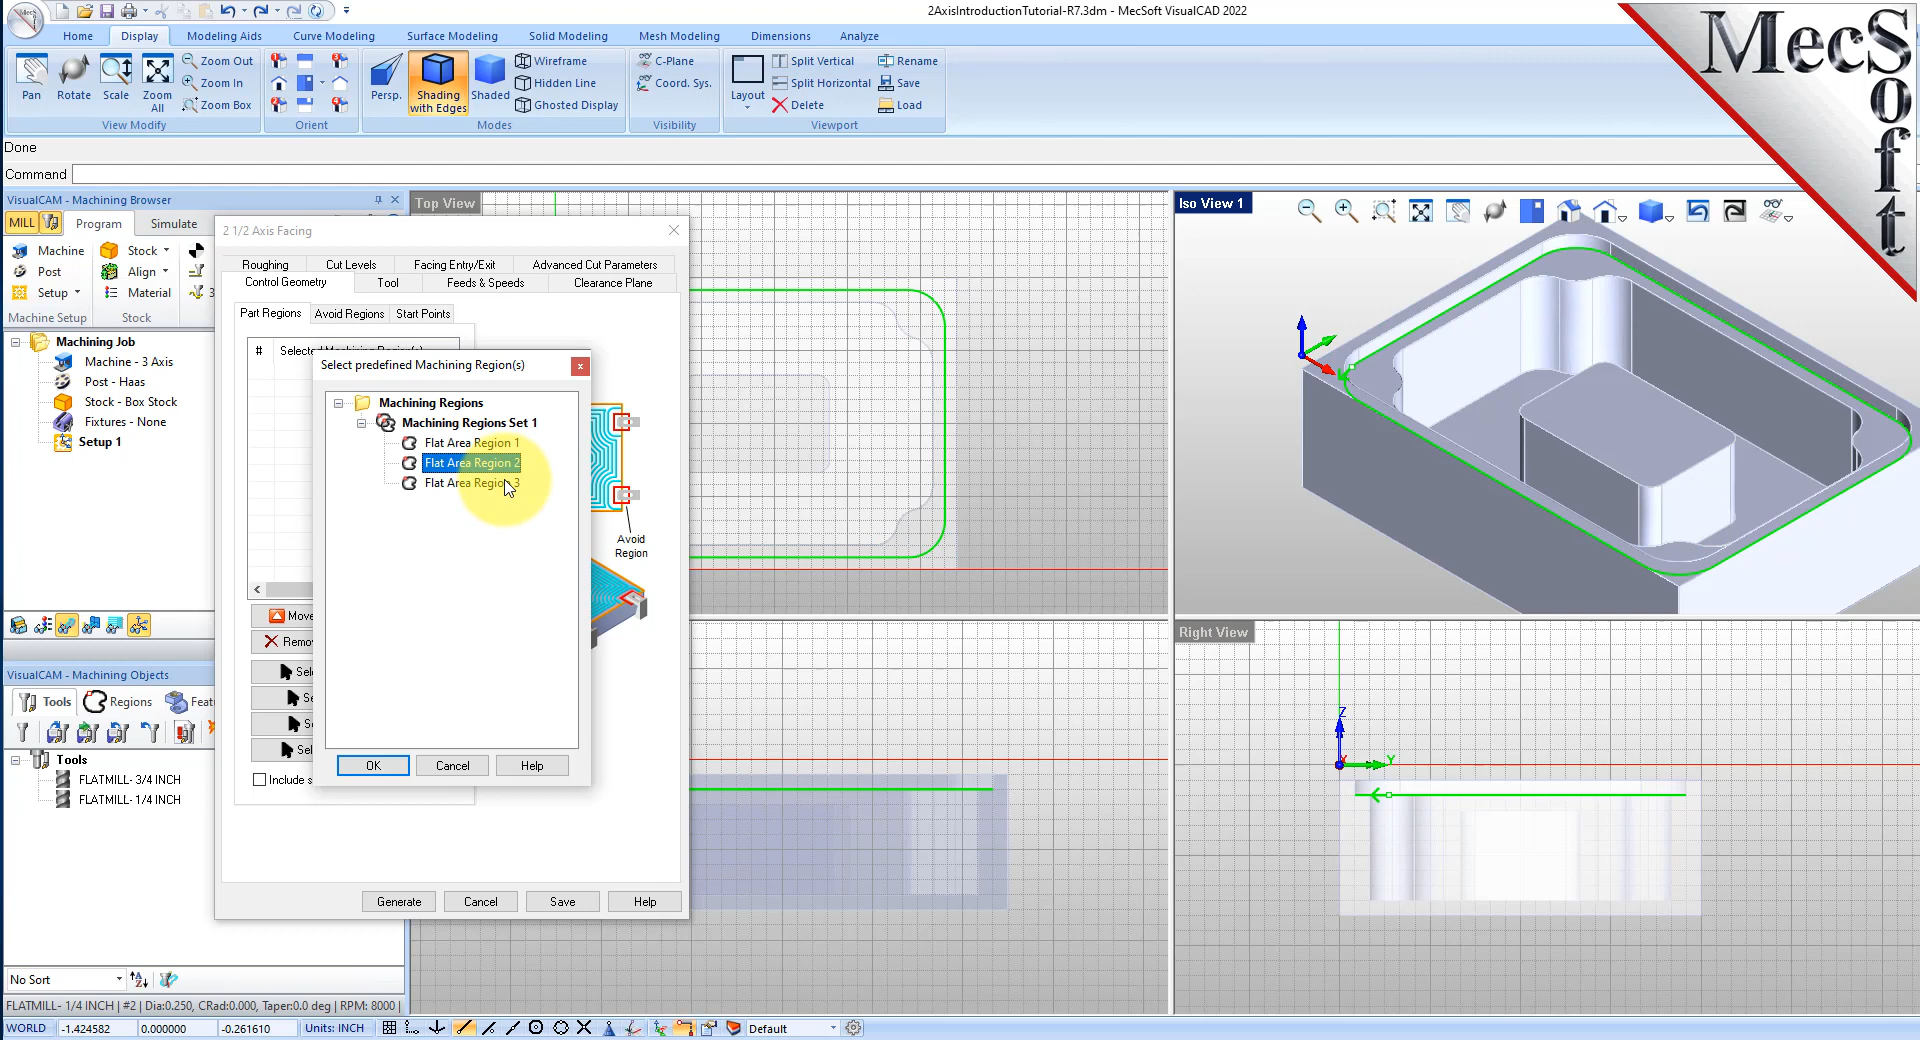 2AxisIntroductionTutorial-R7.3dm - MecSoft VisualCAD 2022
MecSoft
Home Display Modeling Aids Curve Modeling Surface Modeling Solid Modeling Mesh Modeling Dimensions Analyze
Pan Rotate Scale Zoom All Zoom Out Zoom In Zoom Box
Persp. Shading with Edges Shaded Wireframe Hidden Line Ghosted Display
C-Plane Coord. Sys.
Layout Split Vertical Split Horizontal Delete Rename Save Load
View Modify Orient Modes Visibility Viewport
Done
Command
VisualCAM - Machining Browser
MILL Program Simulate
Machine Stock
Post Align
Setup Material
Machine Setup Stock
Machining Job
Machine - 3 Axis
Post - Haas
Stock - Box Stock
Fixtures - None
Setup 1
VisualCAM - Machining Objects
Tools Regions Feat
Tools
FLATMILL- 3/4 INCH
FLATMILL- 1/4 INCH
No Sort
FLATMILL- 1/4 INCH | #2 | Dia:0.250, CRad:0.000, Taper:0.0 deg | RPM: 8000 |
2 1/2 Axis Facing
Roughing Cut Levels Facing Entry/Exit Advanced Cut Parameters
Control Geometry Tool Feeds & Speeds Clearance Plane
Part Regions Avoid Regions Start Points
#
Select predefined Machining Region(s)
Machining Regions
Machining Regions Set 1
Flat Area Region 1
Flat Area Region 2
Flat Area Region 3
OK Cancel Help
Avoid
Region
Move
Remo
Sel
Se
Se
Sel
Include s
Generate Cancel Save Help
Top View
Iso View 1
Right View
Z
Y
WORLD -1.424582 0.000000 -0.261610 Units: INCH Default